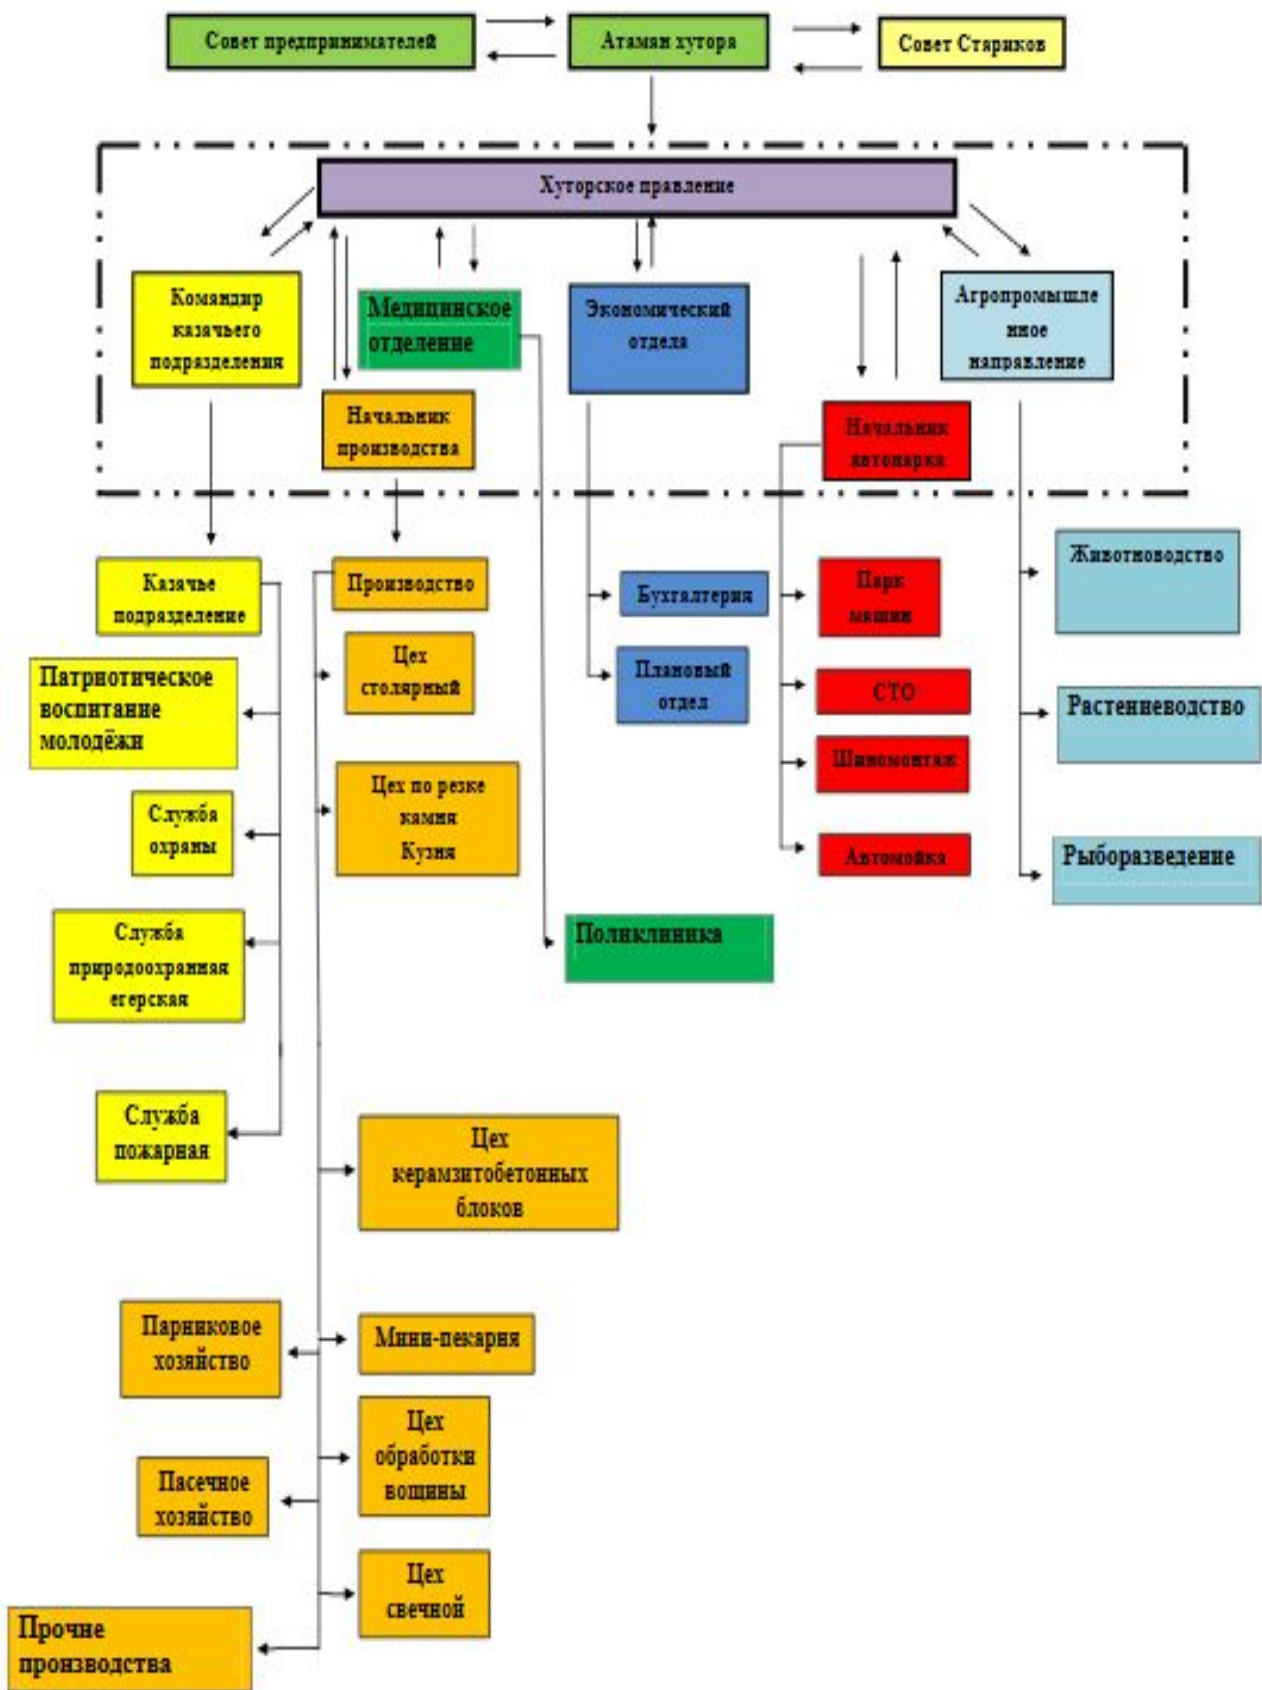 Совет предпринимателей
Атаман хутора
Совет Стариков
Хуторское правление
Командир
казачьего
подразделения
Медицинское
отделение
Экономический
отдела
Агропромышле
нное
направление
Начальник
производства
Начальник
автопарка
Казачье
подразделение
Производство
Бухгалтерия
Парк
машин
Животноводство
Патриотическое
воспитание
молодёжи
Цех
столярный
Плановый
отдел
СТО
Растениеводство
Шиномонтаж
Служба
охраны
Цех по резке
камня
Кузня
Автомойка
Рыборазведение
Служба
природоохранная
егерская
Поликлиника
Служба
пожарная
Цех
керамзитобетонных
блоков
Парниковое
хозяйство
Мини-пекарня
Цех
обработки
вощины
Пасечное
хозяйство
Цех
свечной
Прочие
производства